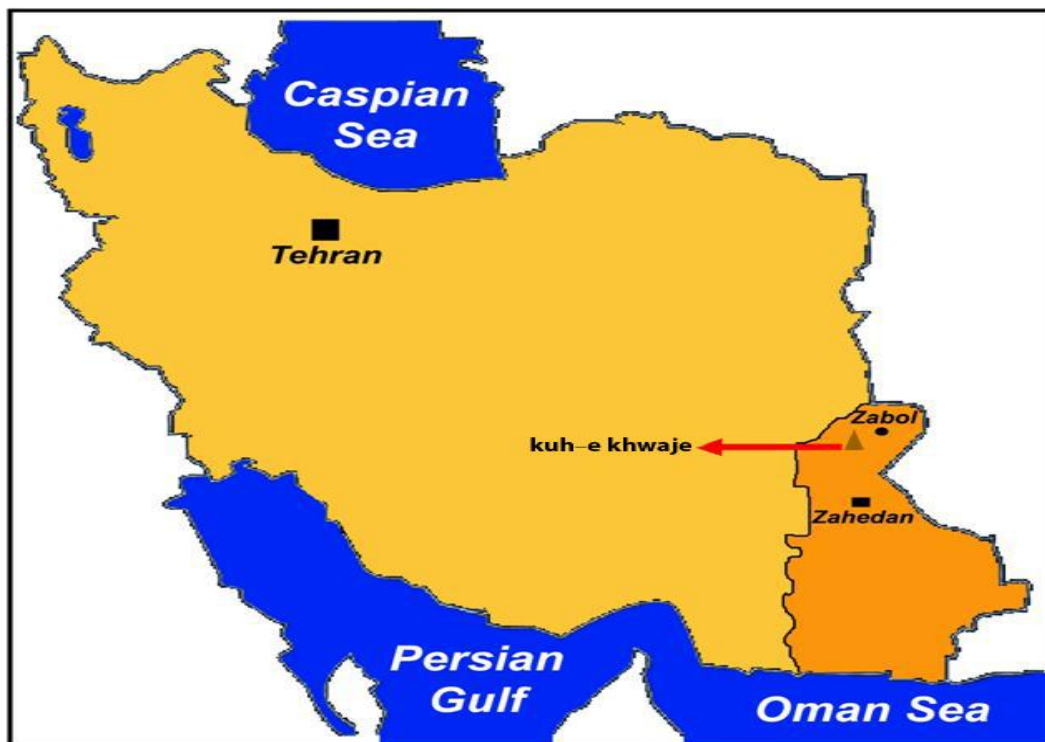 Caspian
Sea
Tehran
Zabol
kuh-e khwaje
Zahedan
Persian
Gulf
Oman Sea